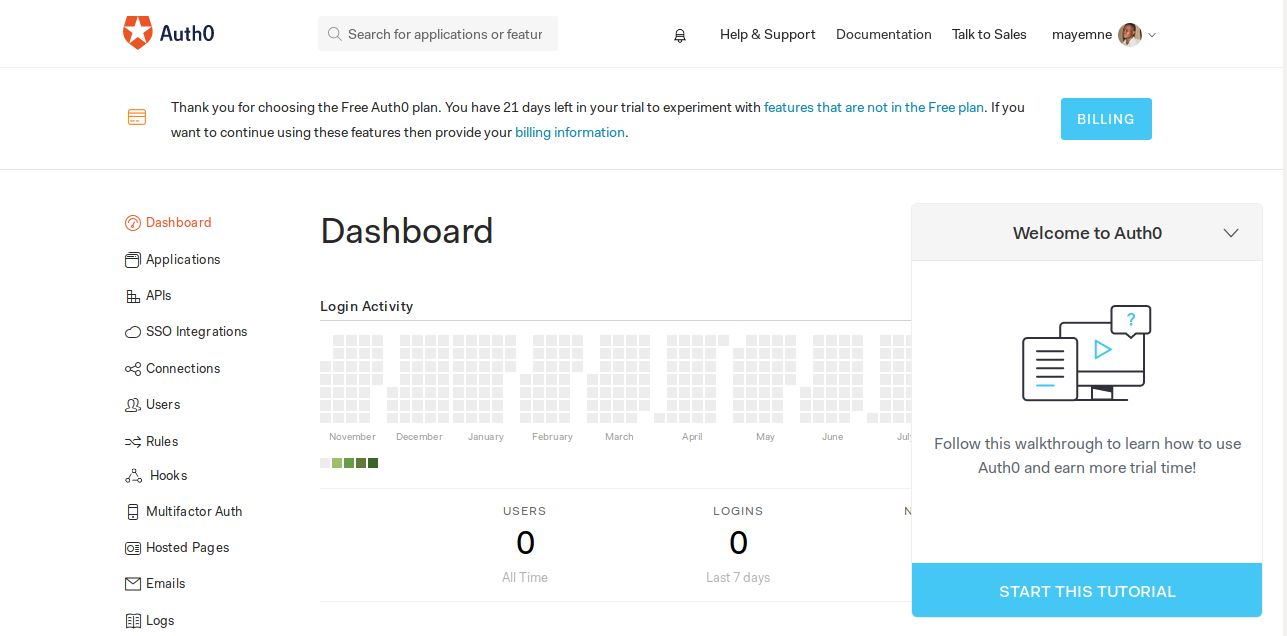 Auth0
Search for applications or featur
Help & Support
Documentation
Talk to Sales
mayemne
Thank you for choosing the Free Auth0 plan. You have 21 days left in your trial to experiment with features that are not in the Free plan. If you
want to continue using these features then provide your billing information.
BILLING
Dashboard
Applications
APIs
SSO Integrations
Connections
Users
Rules
Hooks
Multifactor Auth
Hosted Pages
Emails
Logs
Dashboard
Login Activity
November
December
January
February
March
April
May
June
July
USERS
0
All Time
LOGINS
0
Last 7 days
N
Welcome to Auth0
?
Follow this walkthrough to learn how to use
Auth0 and earn more trial time!
START THIS TUTORIAL